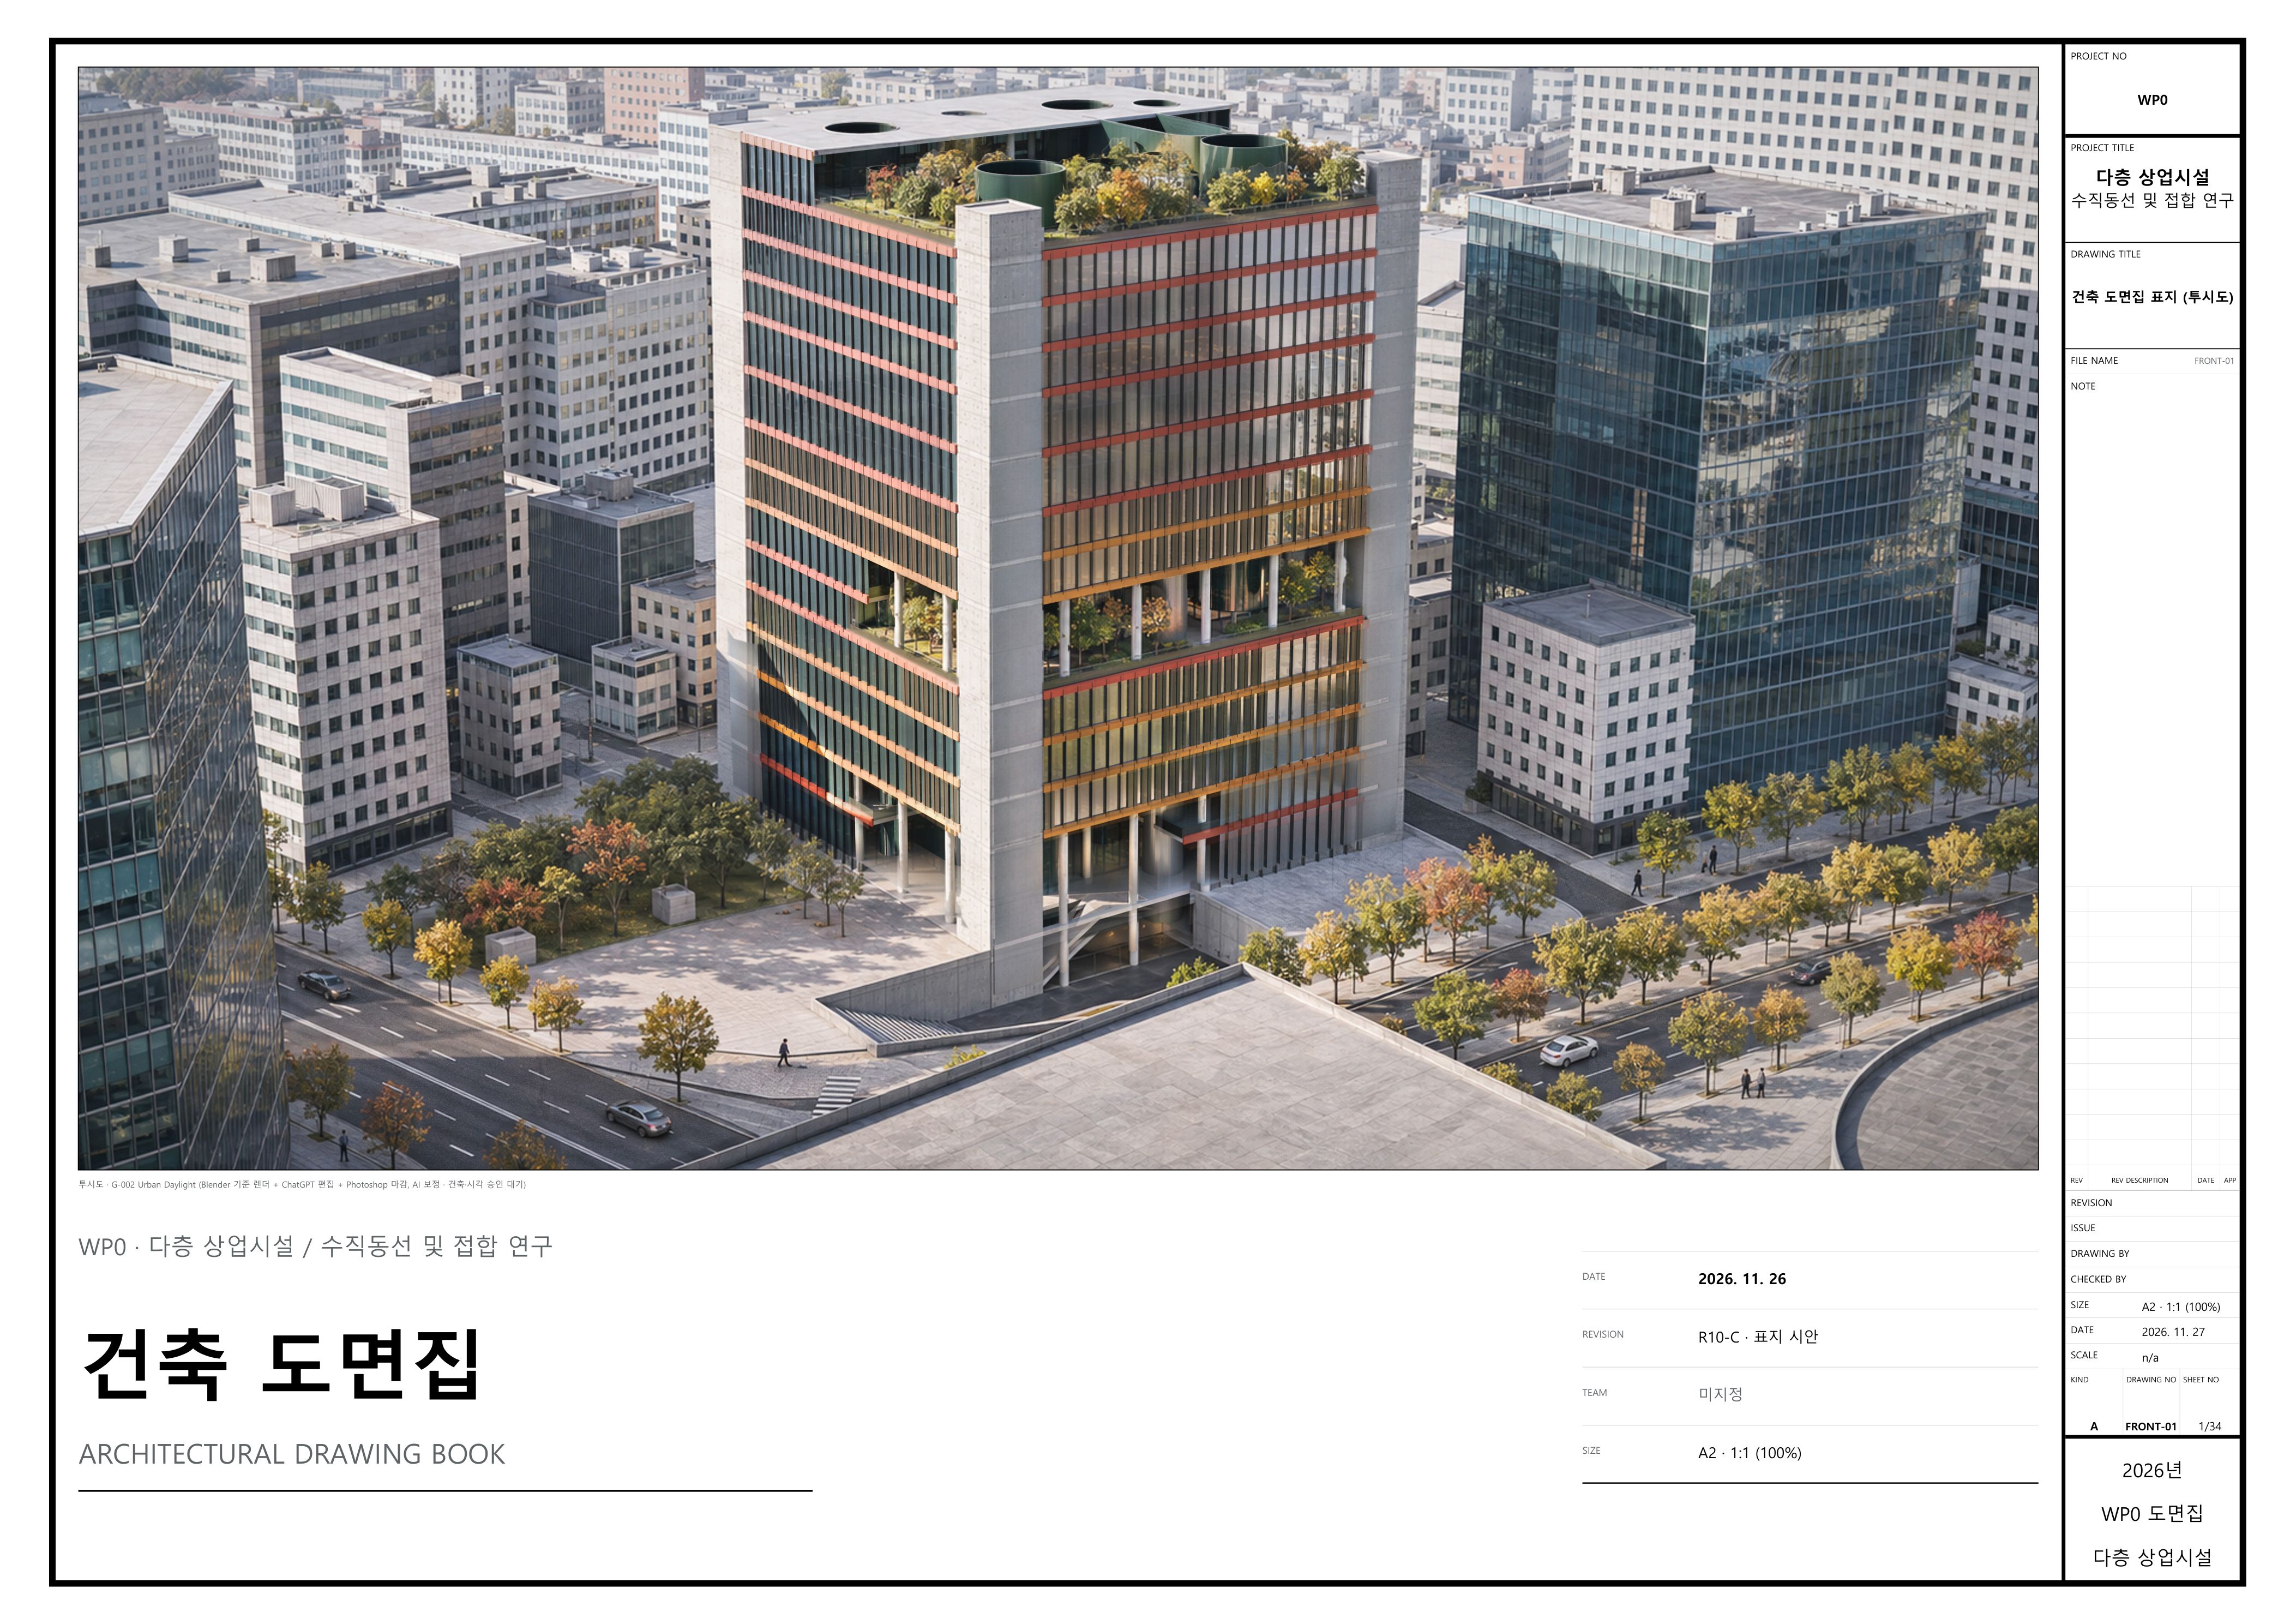 투시도 · G-002 Urban Daylight (Blender 기준 렌더 + ChatGPT 편집 + Photoshop 마감, AI 보정 · 건축·시각 승인 대기)
WP0 · 다층 상업시설 / 수직동선 및 접합 연구
건축 도면집
ARCHITECTURAL DRAWING BOOK
DATE 2026. 11. 26
REVISION R10-C · 표지 시안
TEAM 미지정
SIZE A2 · 1:1 (100%)
PROJECT NO
WP0
PROJECT TITLE
다층 상업시설
수직동선 및 접합 연구
DRAWING TITLE
건축 도면집 표지 (투시도)
FILE NAME FRONT-01
NOTE
REV REV DESCRIPTION DATE APP
REVISION
ISSUE
DRAWING BY
CHECKED BY
SIZE A2 · 1:1 (100%)
DATE 2026. 11. 27
SCALE n/a
KIND DRAWING NO SHEET NO
A FRONT-01 1/34
2026년
WP0 도면집
다층 상업시설